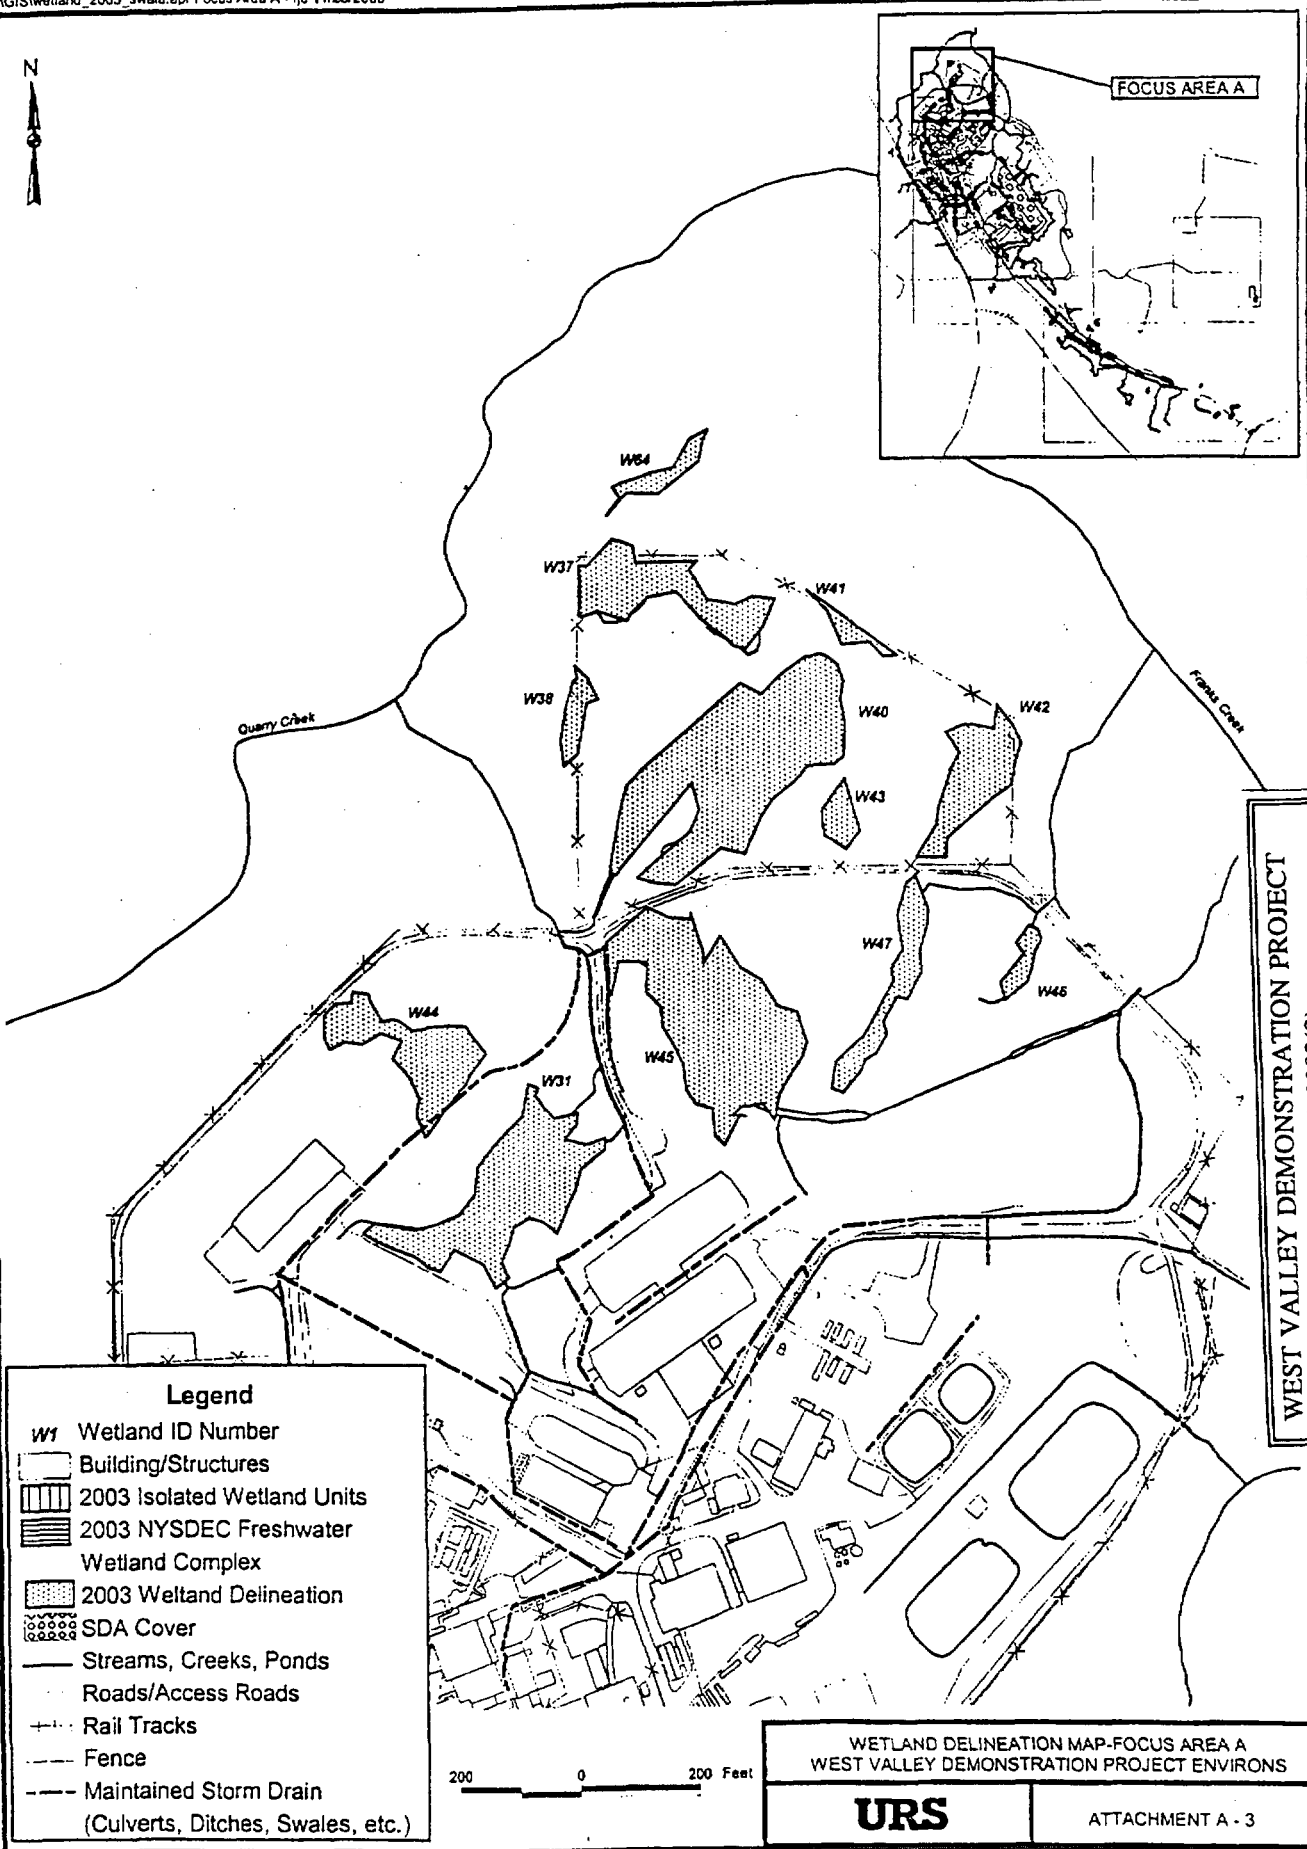 N
FOCUS AREA A
W64
W37
W41
W38
W40
W42
Quarry Creek
Franks Creek
W43
W47
W46
W44
W45
W31
WEST VALLEY DEMONSTRATION PROJECT
Legend
W1 Wetland ID Number
Building/Structures
2003 Isolated Wetland Units
2003 NYSDEC Freshwater
Wetland Complex
2003 Weltand Delineation
SDA Cover
Streams, Creeks, Ponds
Roads/Access Roads
Rail Tracks
Fence
Maintained Storm Drain
(Culverts, Ditches, Swales, etc.)
200 0 200 Feet
WETLAND DELINEATION MAP-FOCUS AREA A
WEST VALLEY DEMONSTRATION PROJECT ENVIRONS
URS
ATTACHMENT A - 3